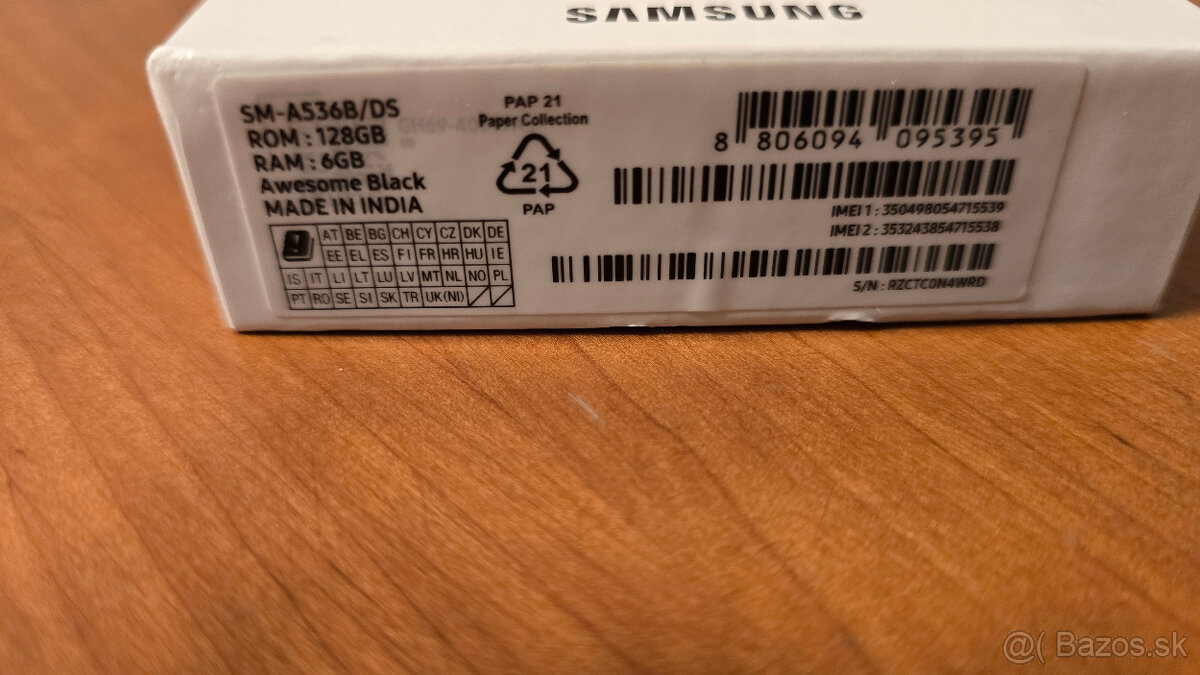 SAMSUNG
SM-A536B/DS
ROM : 128GB
RAM : 6GB
Awesome Black
MADE IN INDIA
PAP 21
Paper Collection
21
PAP
AT BE BG CH CY CZ DK DE
EE EL ES FI FR HR HU IE
IS IT LI LT LU LV MT NL NO PL
PT RO SE SI SK TR UK(NI)
8 806094 095395
IMEI 1 : 350498054715539
IMEI 2 : 353243854715538
S/N : RZCTC0N4WRD
@( Bazos.sk